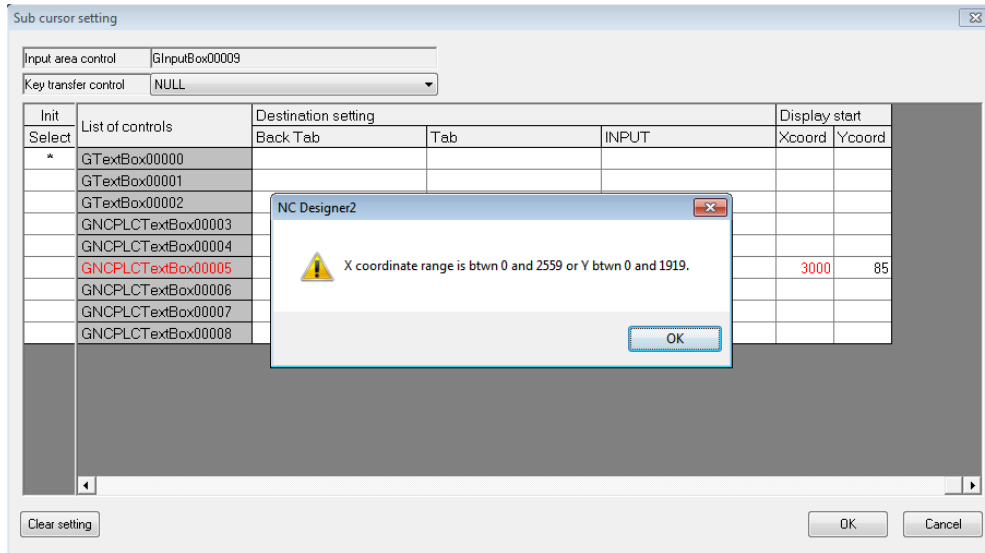 Sub cursor setting
Input area control GInputBox00009
Key transfer control NULL
Init Select List of controls Destination setting Display start
Back Tab Tab INPUT Xcoord Ycoord
* GTextBox00000
GTextBox00001
GTextBox00002
GNCPLCTextBox00003
GNCPLCTextBox00004
GNCPLCTextBox00005 3000 85
GNCPLCTextBox00006
GNCPLCTextBox00007
GNCPLCTextBox00008
NC Designer2
X coordinate range is btwn 0 and 2559 or Y btwn 0 and 1919.
OK
Clear setting OK Cancel